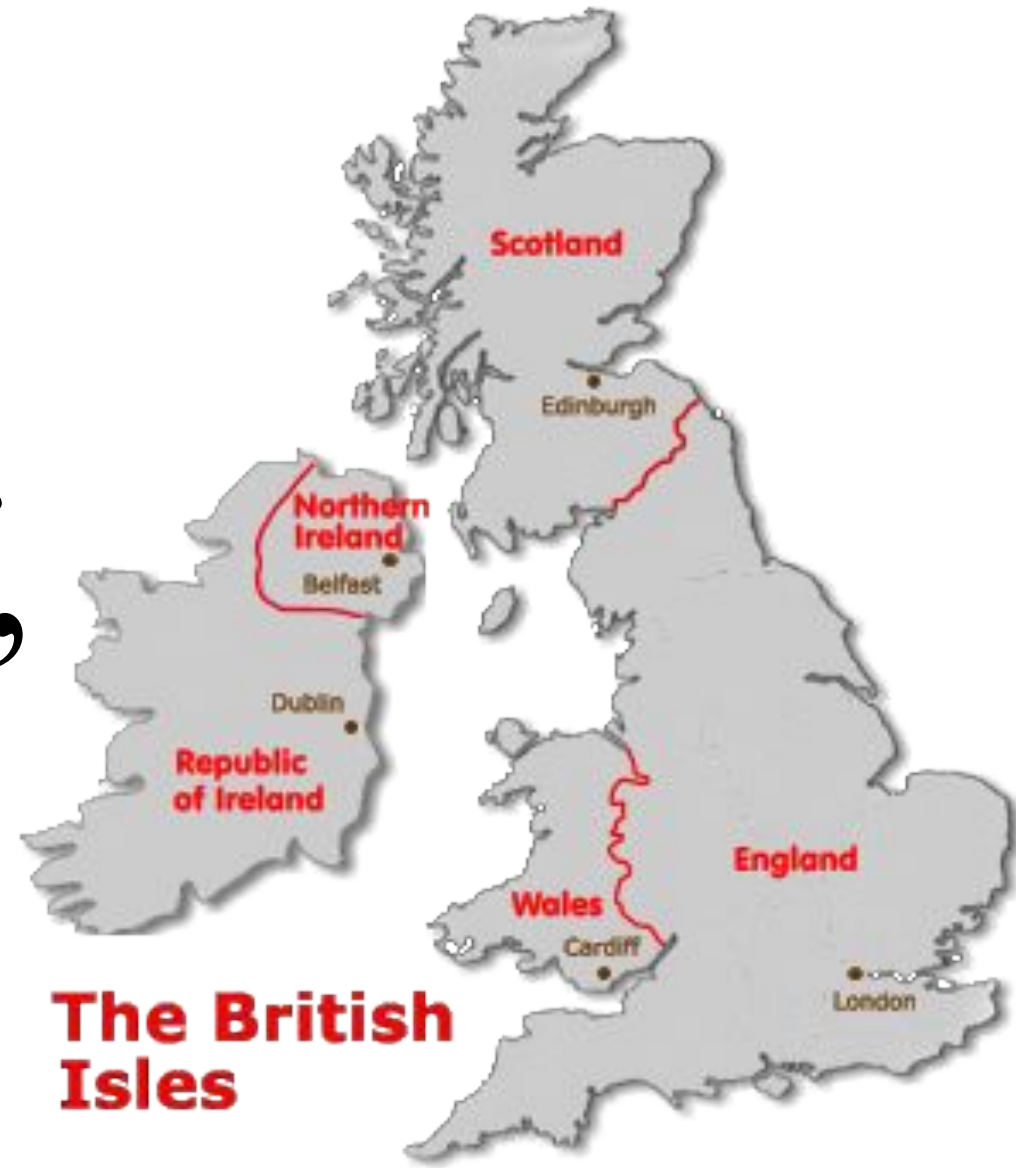 Scotland
Edinburgh
Northern
Ireland
Belfast
Dublin
Republic
of Ireland
England
Wales
Cardiff
London
The British
Isles